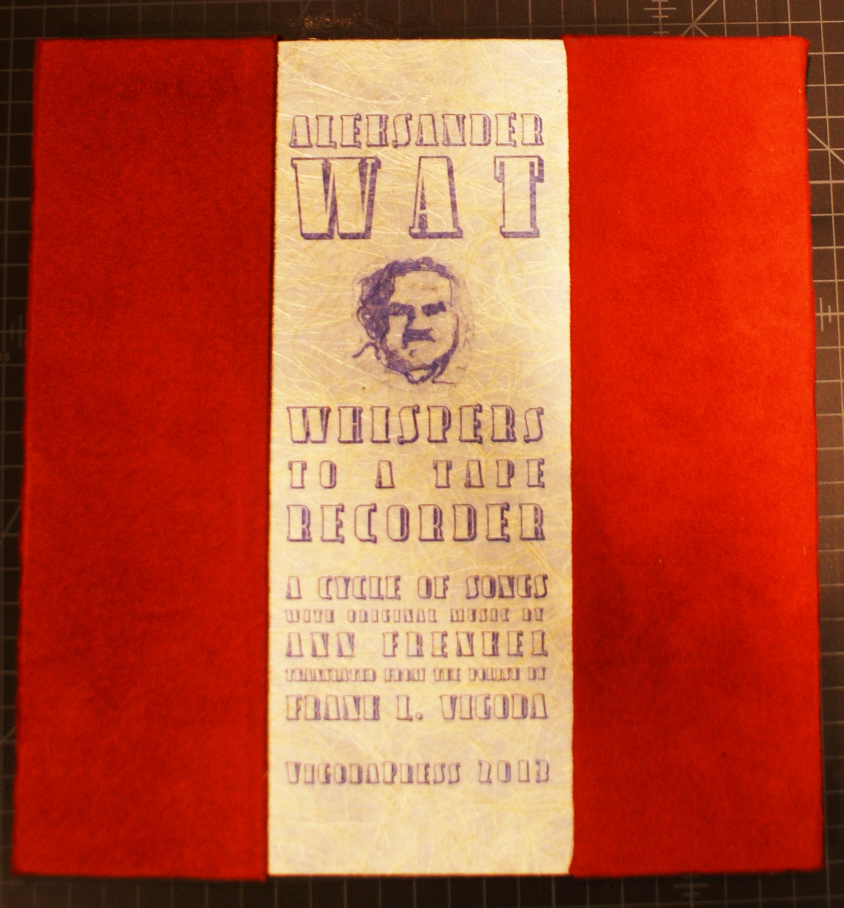 ALEKSANDER
WAT
WHISPERS
TO A TAPE
RECORDER
A CYCLE OF SONGS
WITH ORIGINAL MUSIC BY
ANN FRENKEL
TRANSLATED FROM THE POLISH BY
FRANK L. VIGODA
VIGODAPRESS 2013